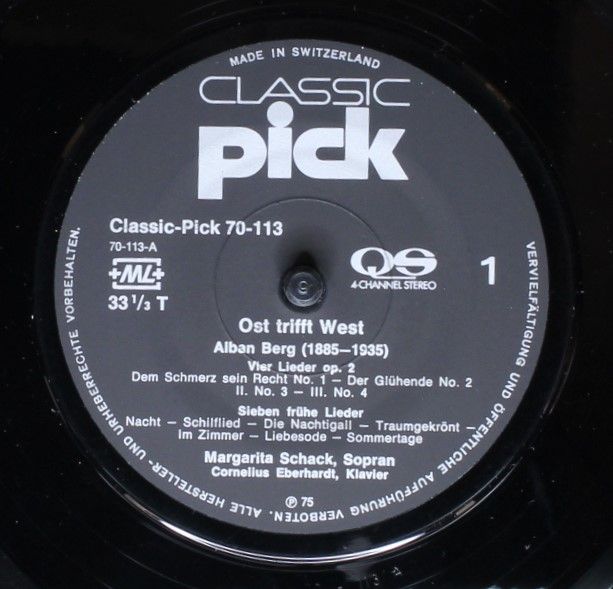 MADE IN SWITZERLAND
CLASSIC
pick
Classic-Pick 70-113
70-113-A
+ML+
33 1/3 T
QS
4-CHANNEL STEREO
1
Ost trifft West
Alban Berg (1885—1935)
Vier Lieder op. 2
Dem Schmerz sein Recht No. 1 — Der Glühende No. 2
II. No. 3 — III. No. 4
Sieben frühe Lieder
Nacht — Schilflied — Die Nachtigall — Traumgekrönt —
Im Zimmer — Liebesode — Sommertage
Margarita Schack, Sopran
Cornelius Eberhardt, Klavier
℗ 75
VERVIELFÄLTIGUNG UND ÖFFENTLICHE AUFFÜHRUNG VERBOTEN. ALLE HERSTELLER- UND URHEBERRECHTE VORBEHALTEN.